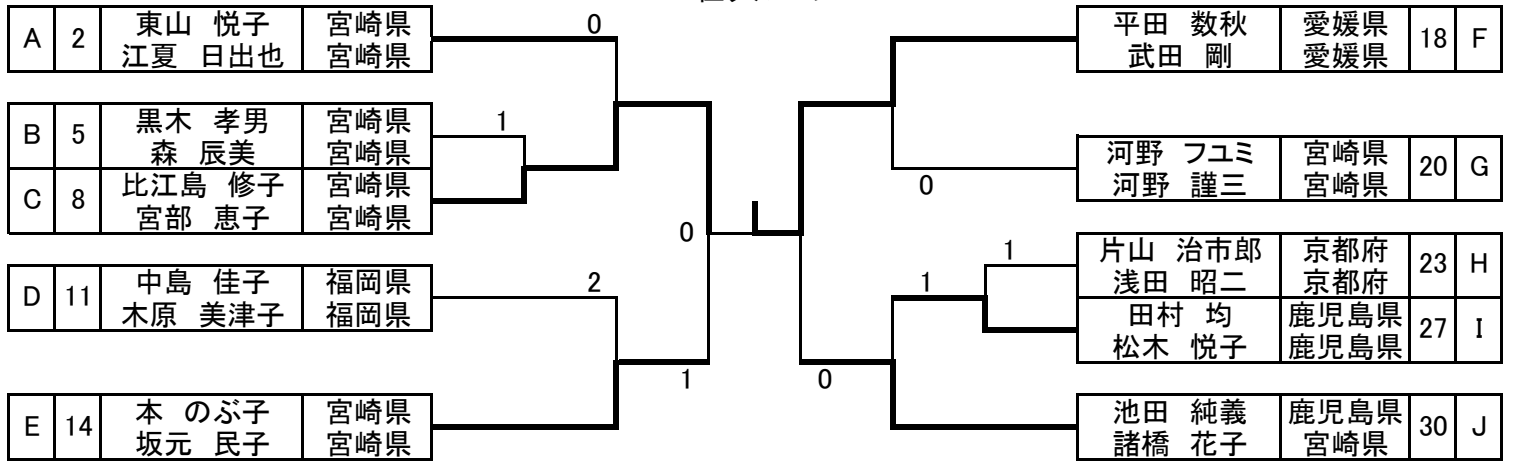 A 2 東山 悦子 宮崎県
江夏 日出也 宮崎県
0
B 5 黒木 孝男 宮崎県
森 辰美 宮崎県
1
C 8 比江島 修子 宮崎県
宮部 恵子 宮崎県
0
D 11 中島 佳子 福岡県
木原 美津子 福岡県
2
1
E 14 本 のぶ子 宮崎県
坂元 民子 宮崎県
平田 数秋 愛媛県 18 F
武田 剛 愛媛県
河野 フユミ 宮崎県 20 G
河野 謹三 宮崎県
0
1
片山 治市郎 京都府 23 H
浅田 昭二 京都府
1
田村 均 鹿児島県 27 I
松木 悦子 鹿児島県
0
池田 純義 鹿児島県 30 J
諸橋 花子 宮崎県